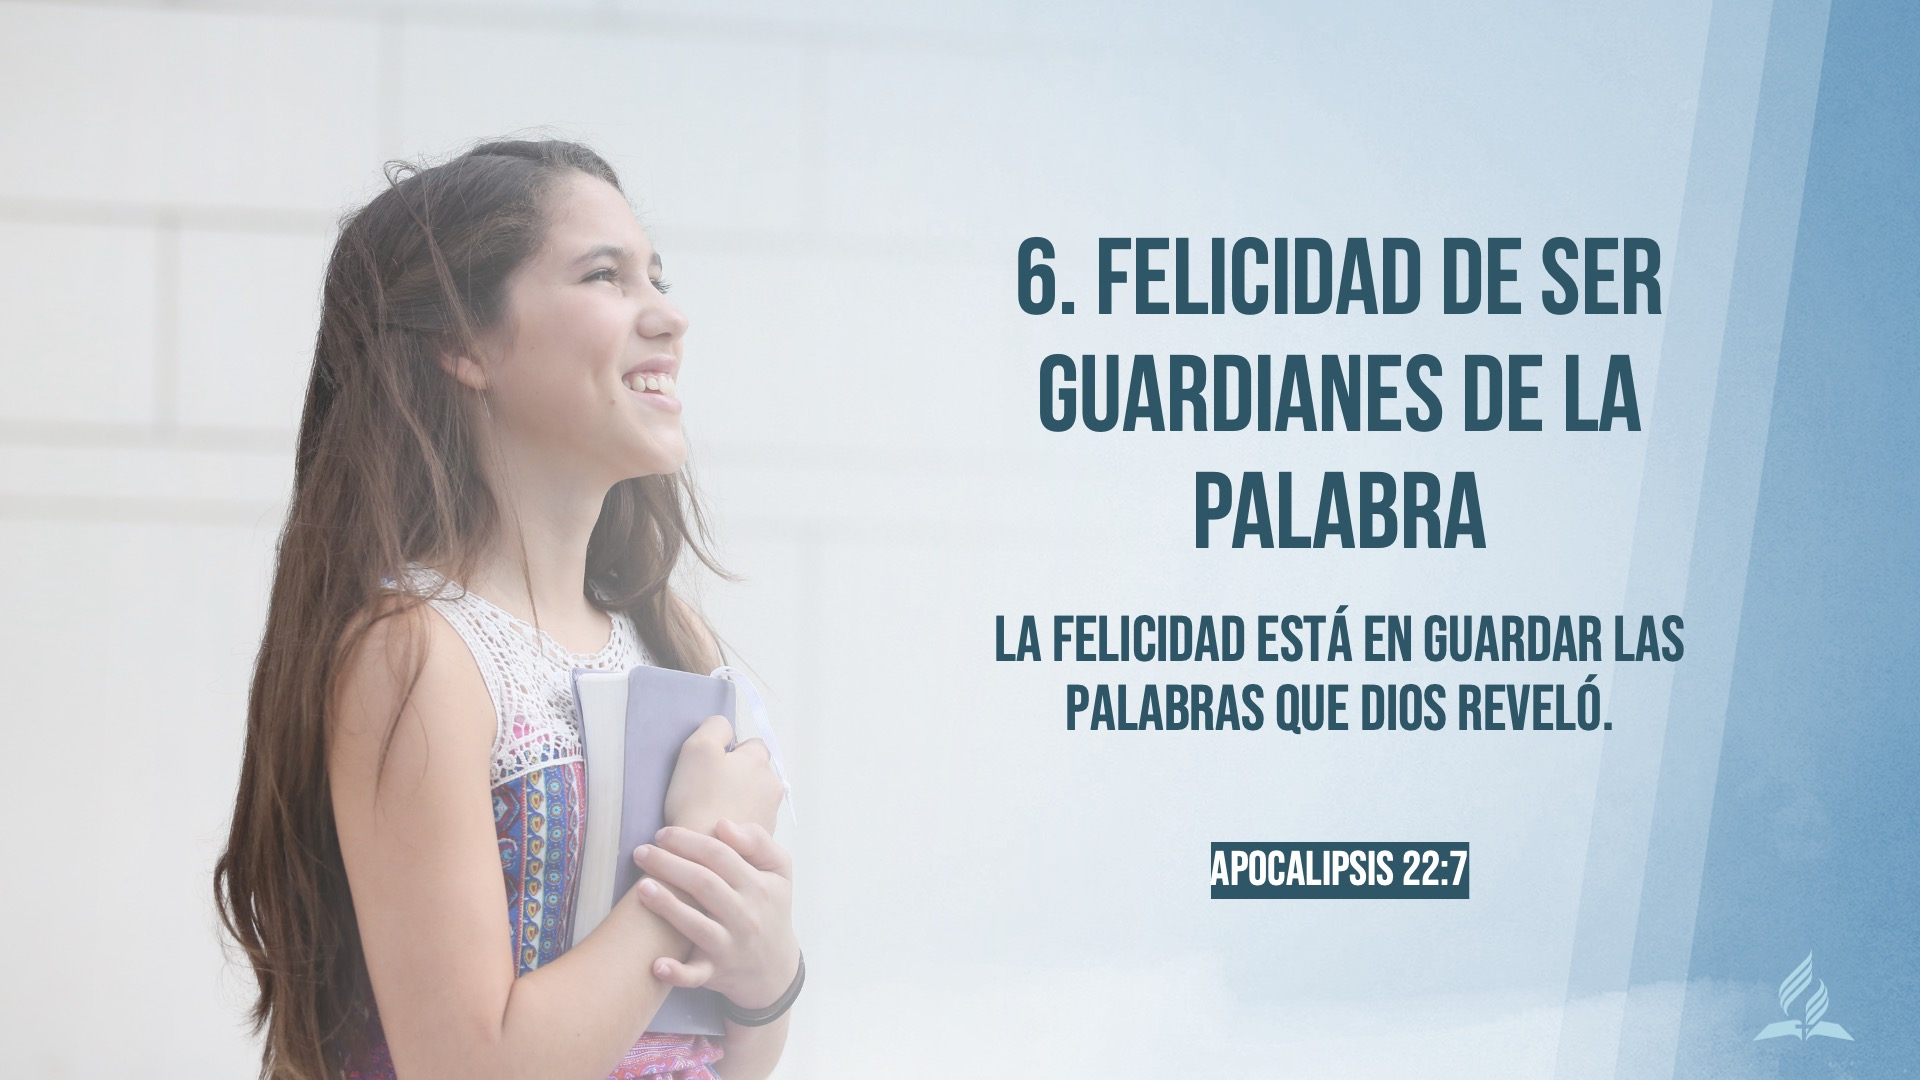 6. FELICIDAD DE SER
GUARDIANES DE LA
PALABRA
LA FELICIDAD ESTÁ EN GUARDAR LAS
PALABRAS QUE DIOS REVELÓ.
APOCALIPSIS 22:7